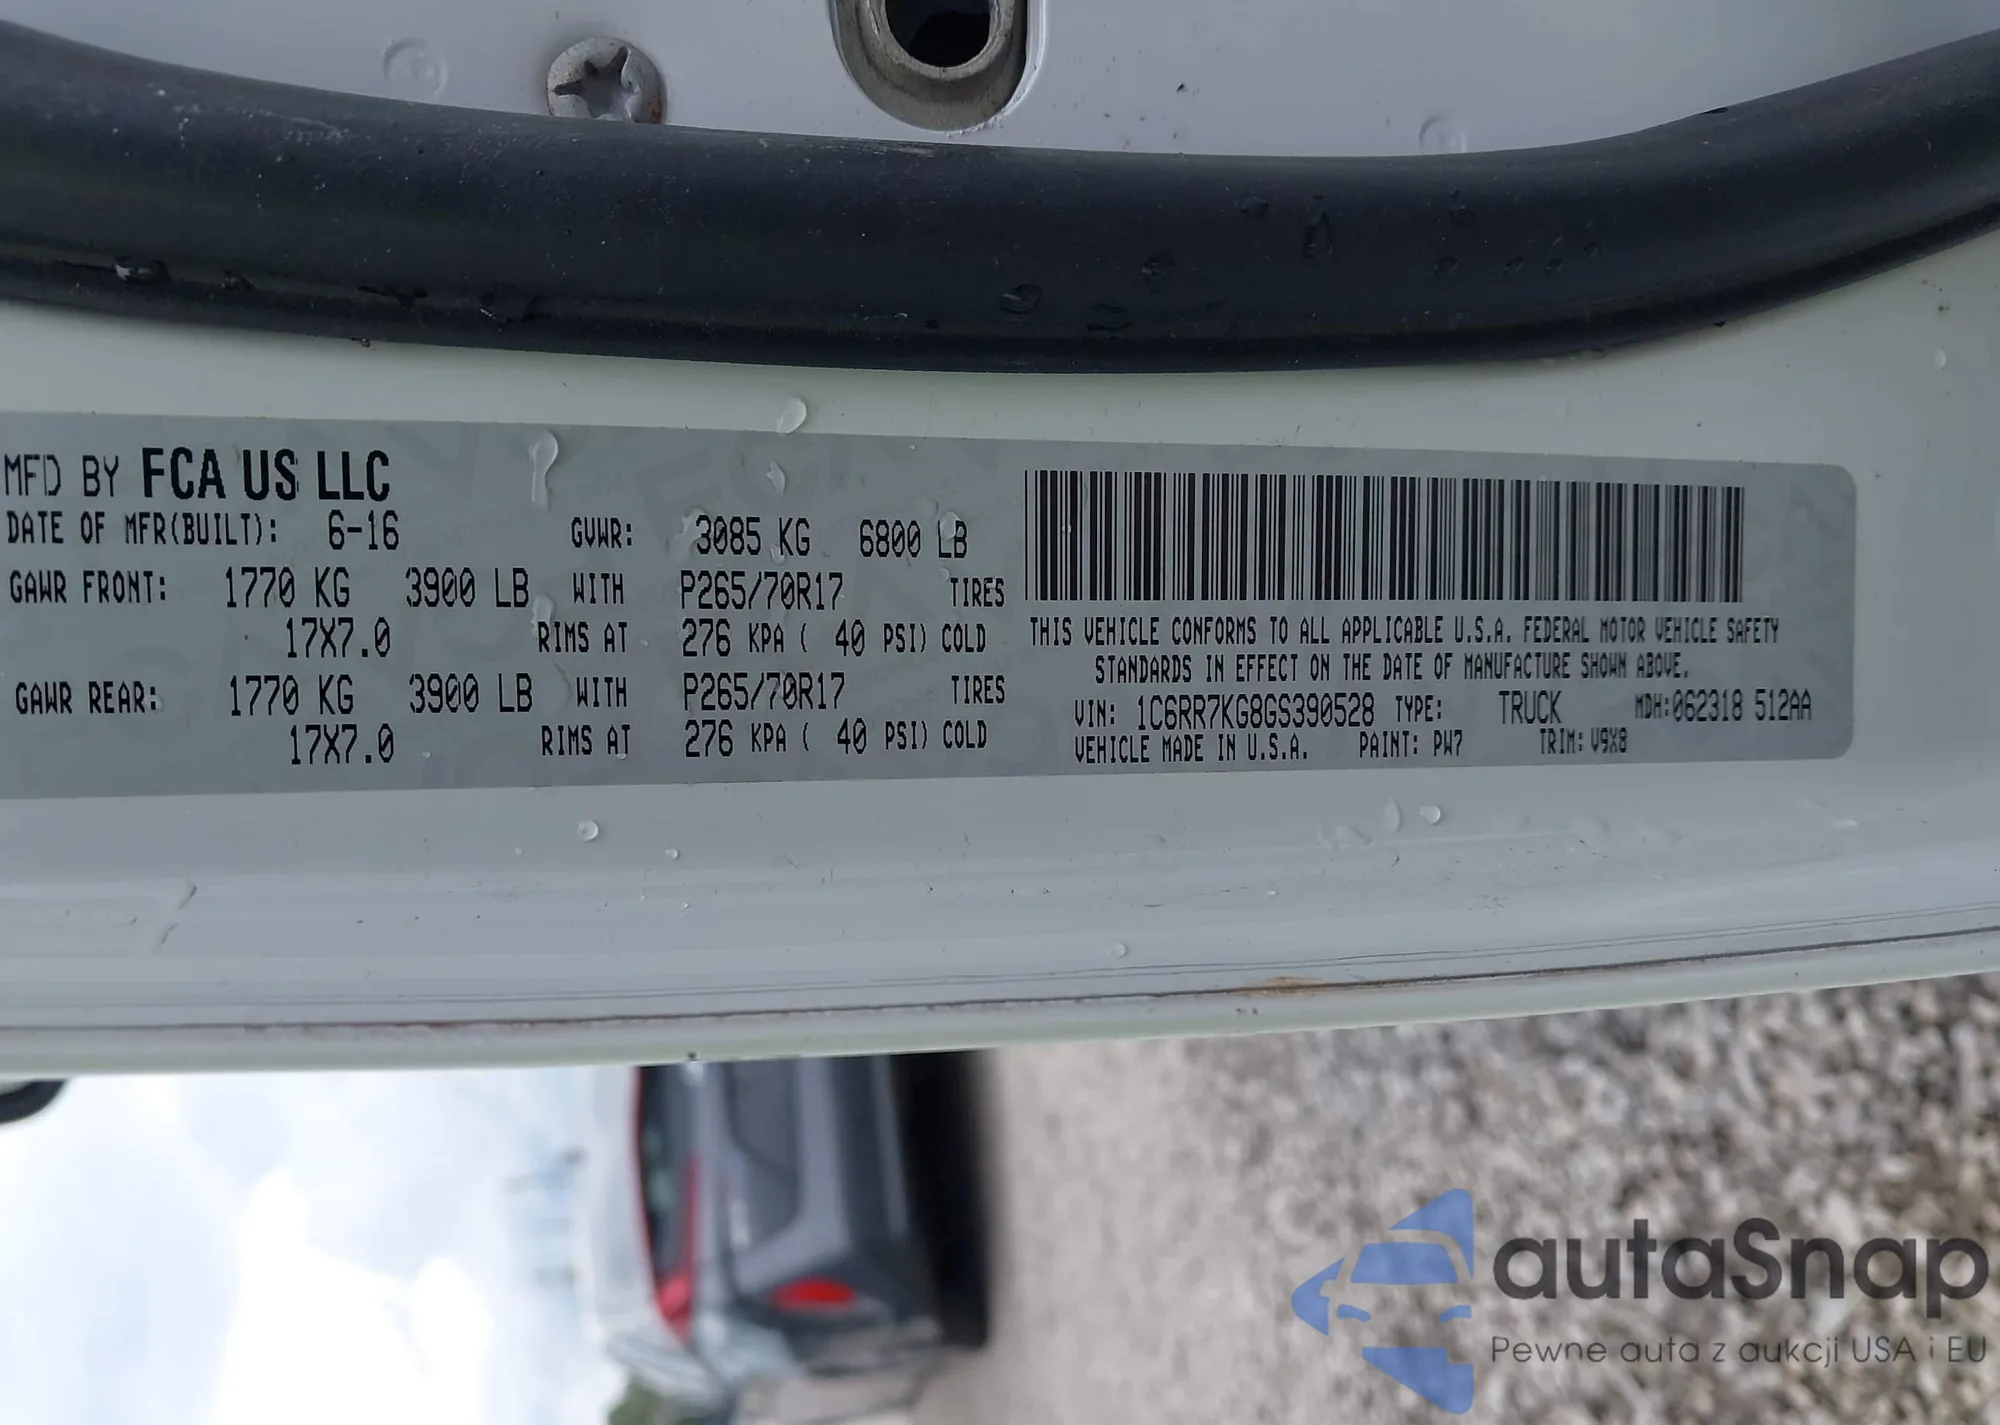 MFD BY FCA US LLC
DATE OF MFR(BUILT): 6-16 GVWR: 3085 KG 6800 LB
GAWR FRONT: 1770 KG 3900 LB WITH P265/70R17 TIRES
17X7.0 RIMS AT 276 KPA ( 40 PSI) COLD
GAWR REAR: 1770 KG 3900 LB WITH P265/70R17 TIRES
17X7.0 RIMS AT 276 KPA ( 40 PSI) COLD
THIS VEHICLE CONFORMS TO ALL APPLICABLE U.S.A. FEDERAL MOTOR VEHICLE SAFETY
STANDARDS IN EFFECT ON THE DATE OF MANUFACTURE SHOWN ABOVE.
VIN: 1C6RR7KG8GS390528 TYPE: TRUCK MDH:062318 512AA
VEHICLE MADE IN U.S.A. PAINT: PW7 TRIM: V9X8
autaSnap
Pewne auta z aukcji USA i EU